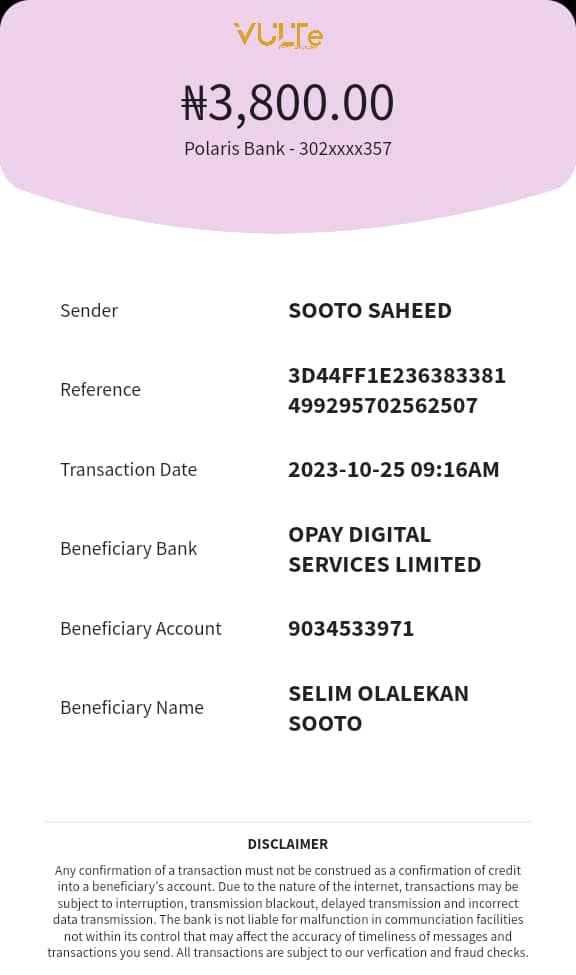 VULTe
₦3,800.00
Polaris Bank - 302xxxx357
Sender
SOOTO SAHEED
Reference
3D44FF1E236383381
499295702562507
Transaction Date
2023-10-25 09:16AM
Beneficiary Bank
OPAY DIGITAL
SERVICES LIMITED
Beneficiary Account
9034533971
Beneficiary Name
SELIM OLALEKAN
SOOTO
DISCLAIMER
Any confirmation of a transaction must not be construed as a confirmation of credit
into a beneficiary's account. Due to the nature of the internet, transactions may be
subject to interruption, transmission blackout, delayed transmission and incorrect
data transmission. The bank is not liable for malfunction in communciation facilities
not within its control that may affect the accuracy of timeliness of messages and
transactions you send. All transactions are subject to our verfication and fraud checks.